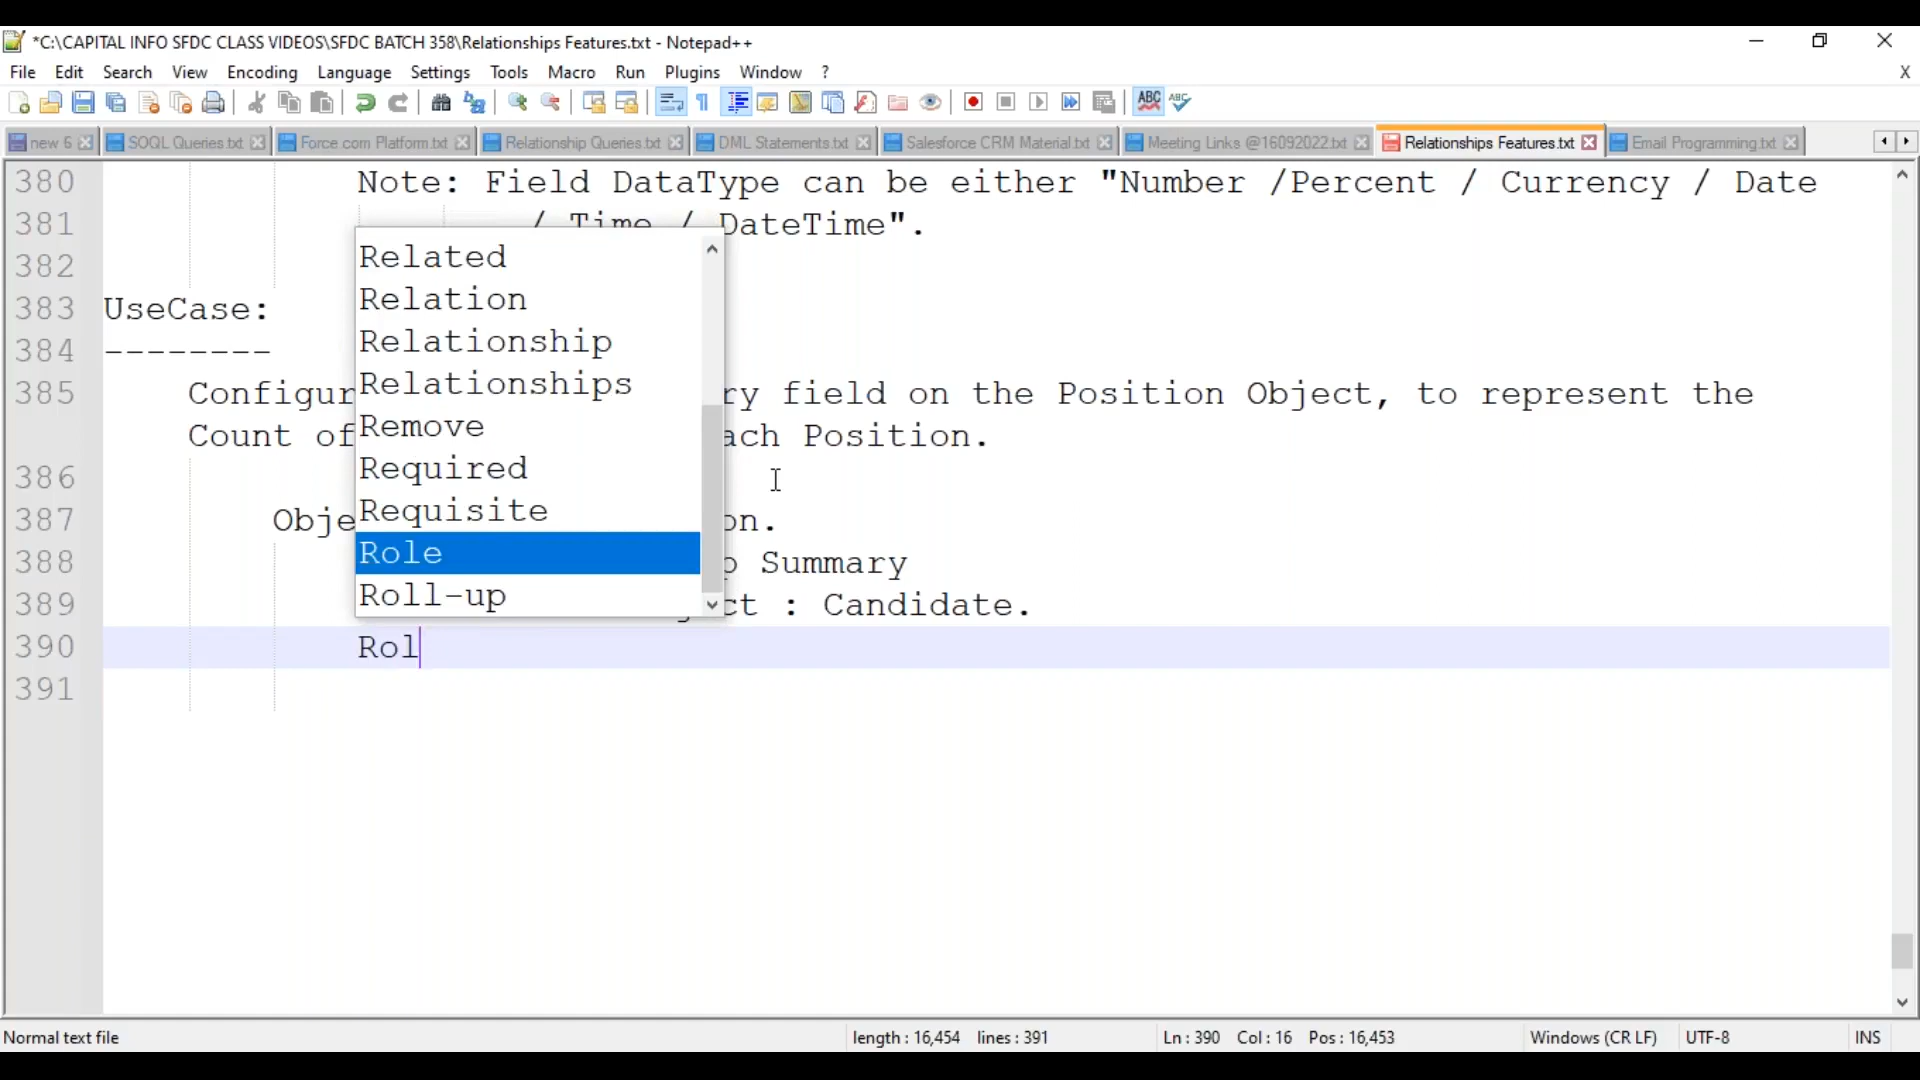 *C:\CAPITAL INFO SFDC CLASS VIDEOS\SFDC BATCH 358\Relationships Features.txt - Notepad++
File Edit Search View Encoding Language Settings Tools Macro Run Plugins Window ? X
new 6 SOQL Queries.txt Force com Platform.txt Relationship Queries.txt DML Statements.txt Salesforce CRM Material.txt Meeting Links @16092022.txt Relationships Features.txt Email Programming.txt
380 Note: Field DataType can be either "Number /Percent / Currency / Date
381 / Time / DateTime".
382
383 UseCase:
384 --------
385 Configur ry field on the Position Object, to represent the
Count of ach Position.
386
387 Obje on.
388 p Summary
389 ject : Candidate.
390 Rol
391
Related
Relation
Relationship
Relationships
Remove
Required
Requisite
Role
Roll-up
Normal text file length : 16,454 lines : 391 Ln : 390 Col : 16 Pos : 16,453 Windows (CR LF) UTF-8 INS